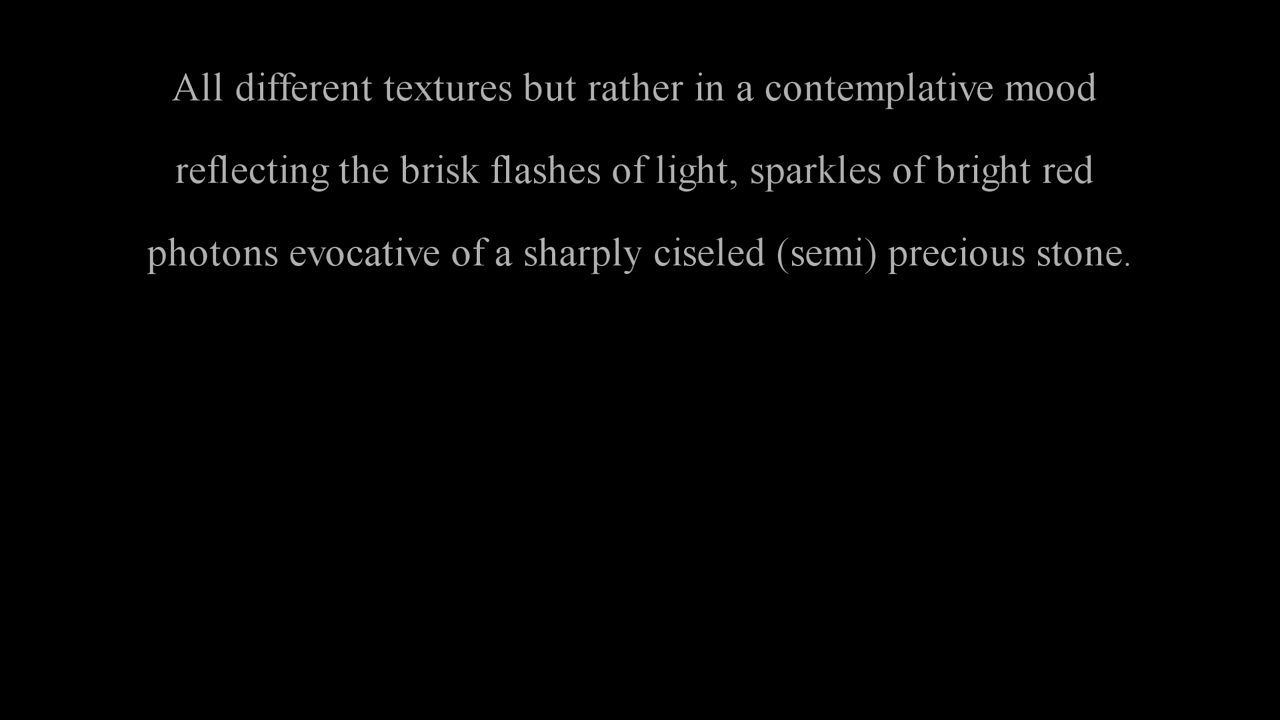 All different textures but rather in a contemplative mood
reflecting the brisk flashes of light, sparkles of bright red
photons evocative of a sharply ciseled (semi) precious stone.